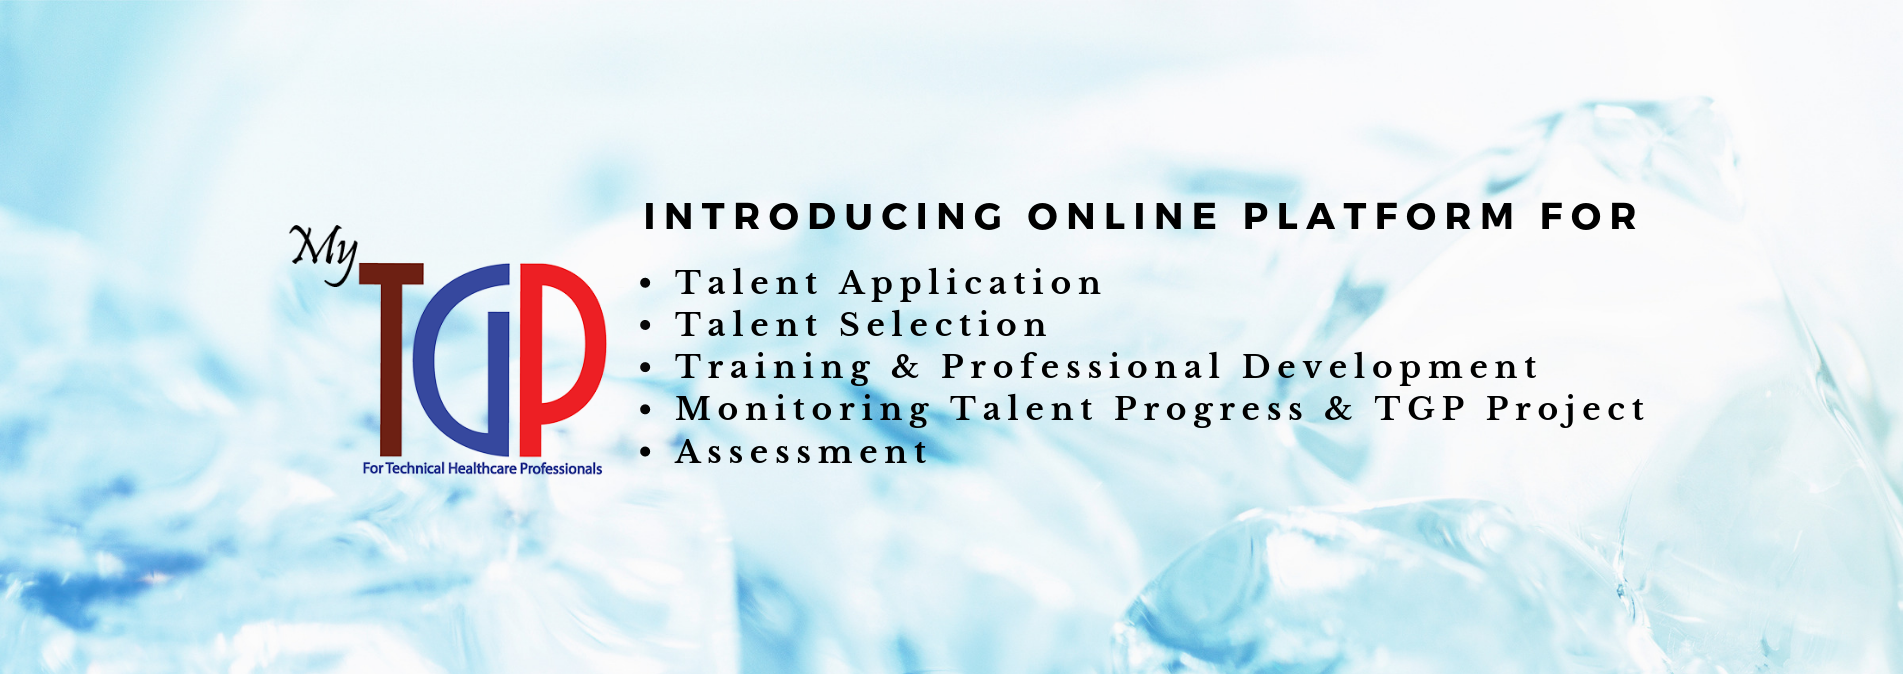 My
TGP
For Technical Healthcare Professionals
INTRODUCING ONLINE PLATFORM FOR
• Talent Application
• Talent Selection
• Training & Professional Development
• Monitoring Talent Progress & TGP Project
• Assessment